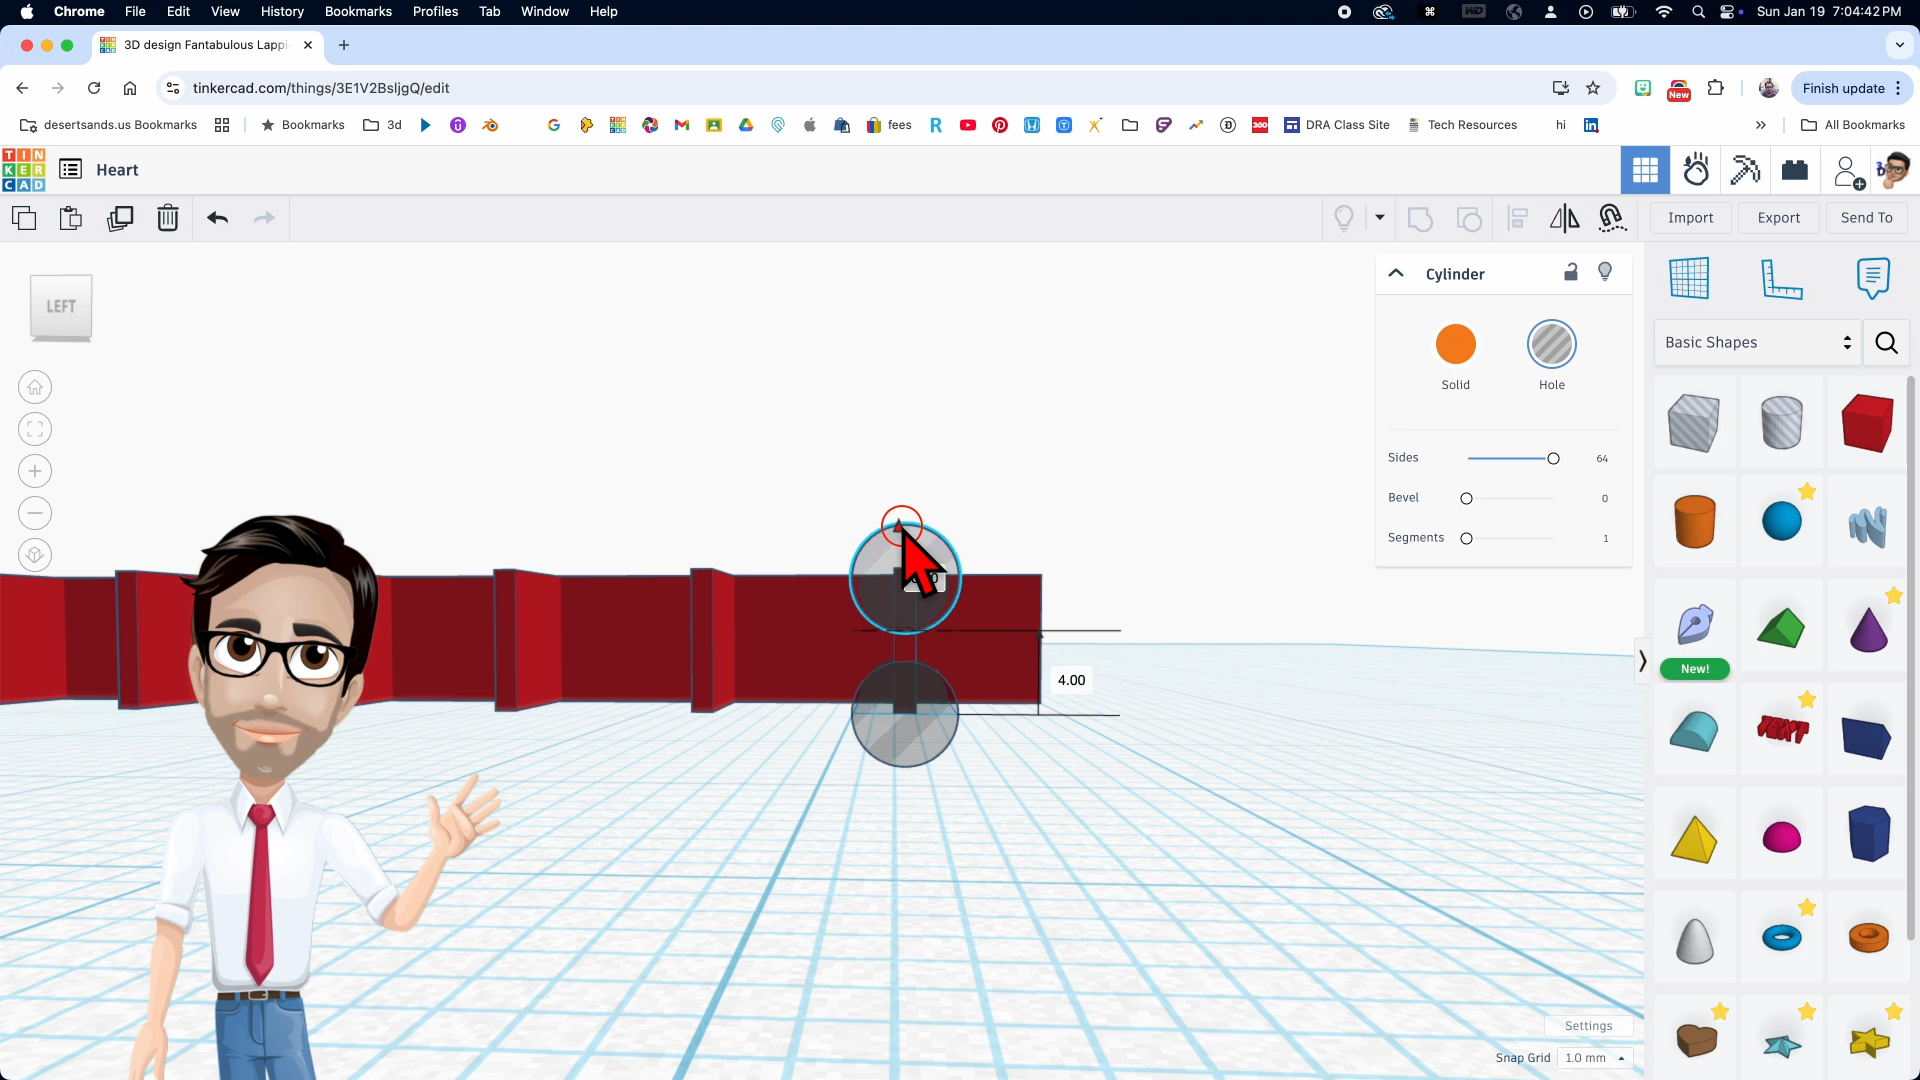 Chrome File Edit View History Bookmarks Profiles Tab Window Help
Sun Jan 19 7:04:42 PM
3D design Fantabulous Lappi
tinkercad.com/things/3E1V2BsljgQ/edit
New
Finish update
desertsands.us Bookmarks
Bookmarks
3d
fees
DRA Class Site
Tech Resources
hi
All Bookmarks
TIN
KER
CAD
Heart
Import
Export
Send To
LEFT
Cylinder
Solid
Hole
Sides 64
Bevel 0
Segments 1
Basic Shapes
New!
TEXT
4.00
Settings
Snap Grid 1.0 mm